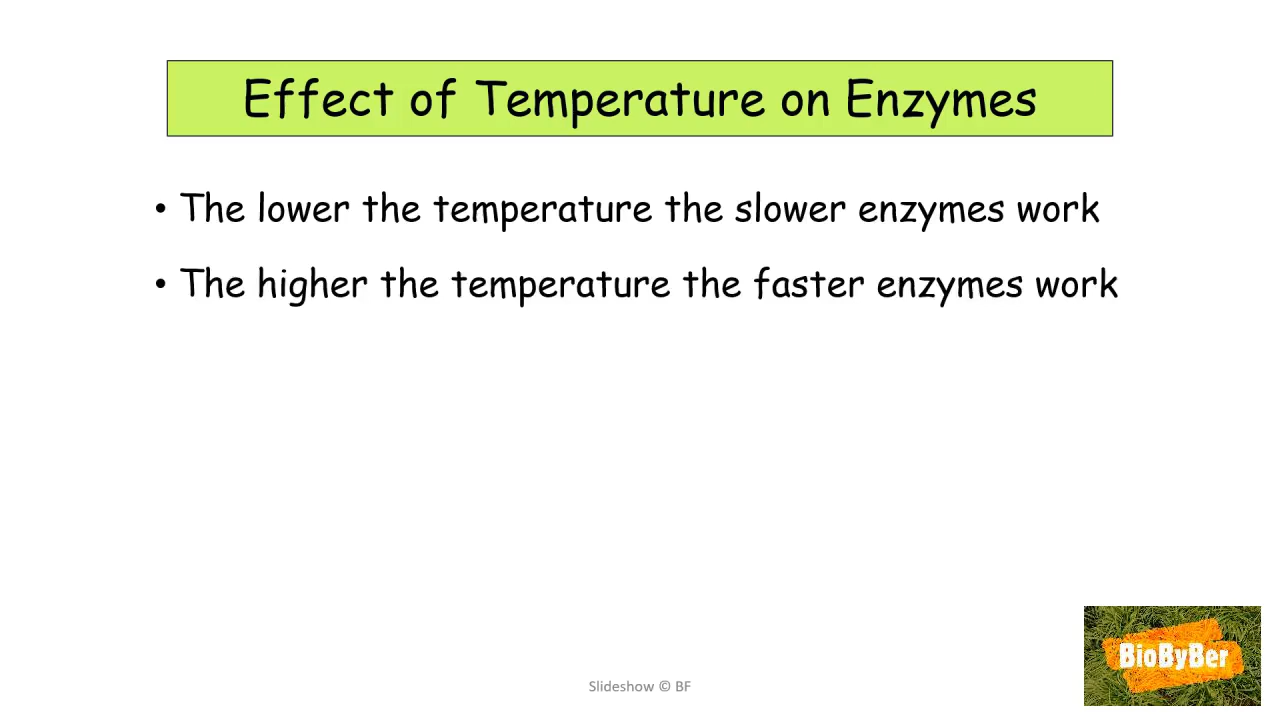 Effect of Temperature on Enzymes
• The lower the temperature the slower enzymes work
• The higher the temperature the faster enzymes work
BioByBer
Slideshow © BF